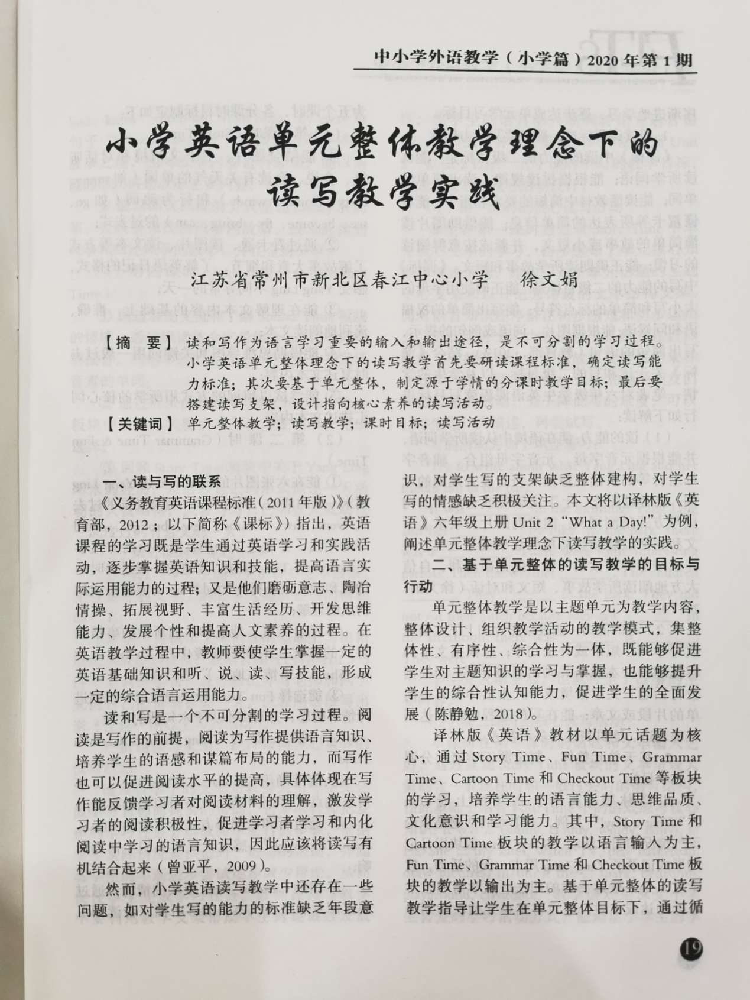 中小学外语教学（小学篇）2020年第1期
小学英语单元整体教学理念下的
读写教学实践
江苏省常州市新北区春江中心小学 徐文娟
【摘 要】 读和写作为语言学习重要的输入和输出途径，是不可分割的学习过程。
小学英语单元整体理念下的读写教学首先要研读课程标准，确定读写能
力标准；其次要基于单元整体，制定源于学情的分课时教学目标；最后要
搭建读写支架，设计指向核心素养的读写活动。
【关键词】 单元整体教学；读写教学；课时目标；读写活动
一、读与写的联系
《义务教育英语课程标准（2011年版）》（教
育部，2012；以下简称《课标》）指出，英语
课程的学习既是学生通过英语学习和实践活
动，逐步掌握英语知识和技能，提高语言实
际运用能力的过程；又是他们磨砺意志、陶冶
情操、拓展视野、丰富生活经历、开发思维
能力、发展个性和提高人文素养的过程。在
英语教学过程中，教师要使学生掌握一定的
英语基础知识和听、说、读、写技能，形成
一定的综合语言运用能力。
读和写是一个不可分割的学习过程。阅
读是写作的前提，阅读为写作提供语言知识、
培养学生的语感和谋篇布局的能力，而写作
也可以促进阅读水平的提高，具体体现在写
作能反馈学习者对阅读材料的理解，激发学
习者的阅读积极性，促进学习者学习和内化
阅读中学习的语言知识，因此应该将读写有
机结合起来（曾亚平，2009）。
然而，小学英语读写教学中还存在一些
问题，如对学生写的能力的标准缺乏年段意
识，对学生写的支架缺乏整体建构，对学生
写的情感缺乏积极关注。本文将以译林版《英
语》六年级上册 Unit 2 “What a Day!” 为例，
阐述单元整体教学理念下读写教学的实践。
二、基于单元整体的读写教学的目标与
行动
单元整体教学是以主题单元为教学内容，
整体设计、组织教学活动的教学模式，集整
体性、有序性、综合性为一体，既能够促进
学生对主题知识的学习与掌握，也能够提升
学生的综合性认知能力，促进学生的全面发
展（陈静勉，2018）。
译林版《英语》教材以单元话题为核
心，通过 Story Time、Fun Time、Grammar
Time、Cartoon Time 和 Checkout Time 等板块
的学习，培养学生的语言能力、思维品质、
文化意识和学习能力。其中，Story Time 和
Cartoon Time 板块的教学以语言输入为主，
Fun Time、Grammar Time 和 Checkout Time 板
块的教学以输出为主。基于单元整体的读写
教学指导让学生在单元整体目标下，通过循
19